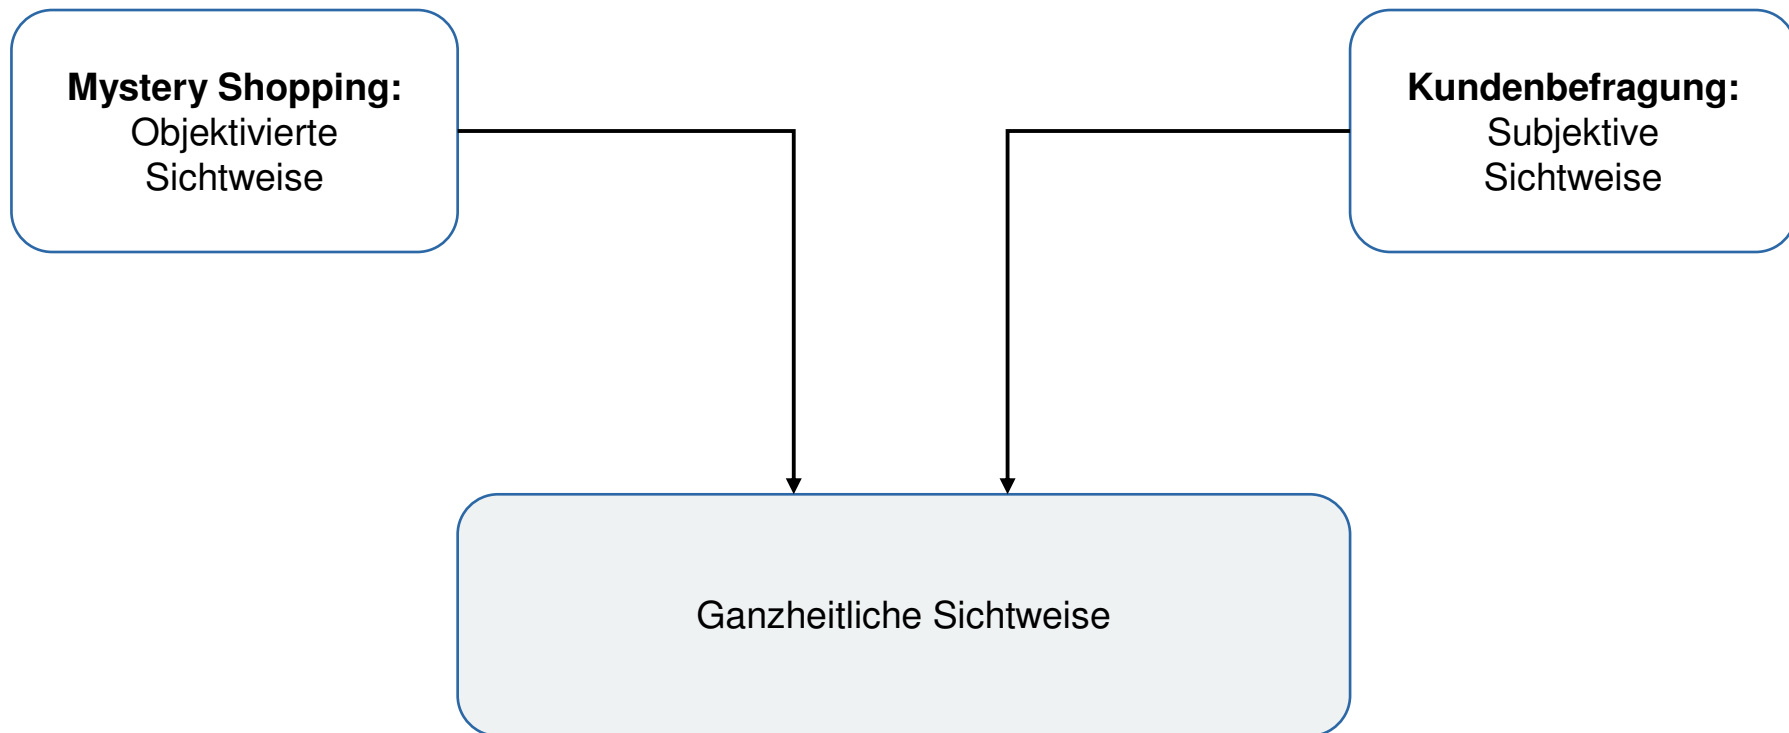 Mystery Shopping:
Objektivierte
Sichtweise
Kundenbefragung:
Subjektive
Sichtweise
Ganzheitliche Sichtweise